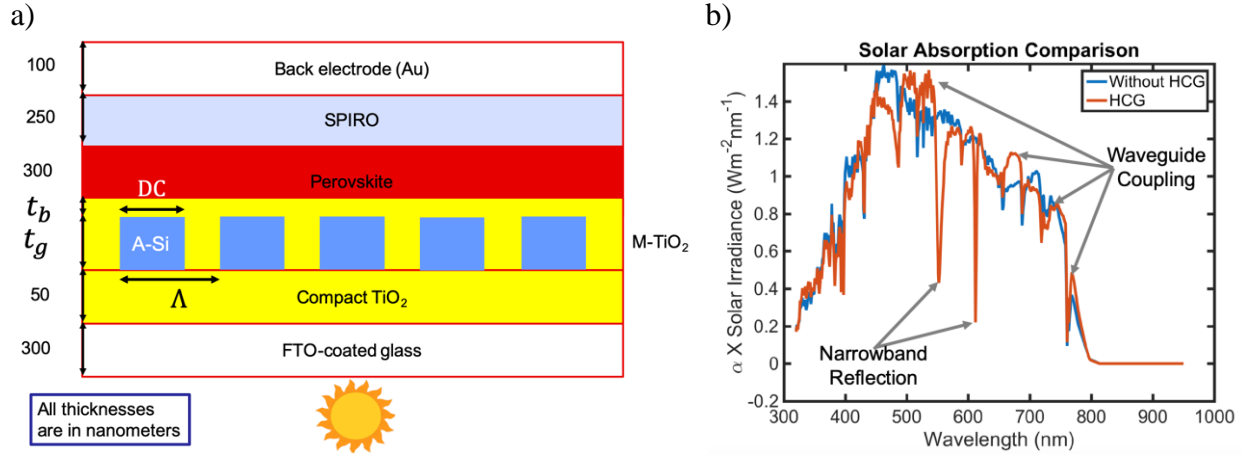 a)
100
Back electrode (Au)
250
SPIRO
300
Perovskite
DC
t_b
t_g
A-Si
M-TiO₂
Λ
50
Compact TiO₂
300
FTO-coated glass
All thicknesses
are in nanometers
b)
Solar Absorption Comparison
Without HCG
HCG
Waveguide
Coupling
Narrowband
Reflection
α X Solar Irradiance (Wm⁻²nm⁻¹)
1.4
1.2
1
0.8
0.6
0.4
0.2
0
-0.2
300 400 500 600 700 800 900 1000
Wavelength (nm)